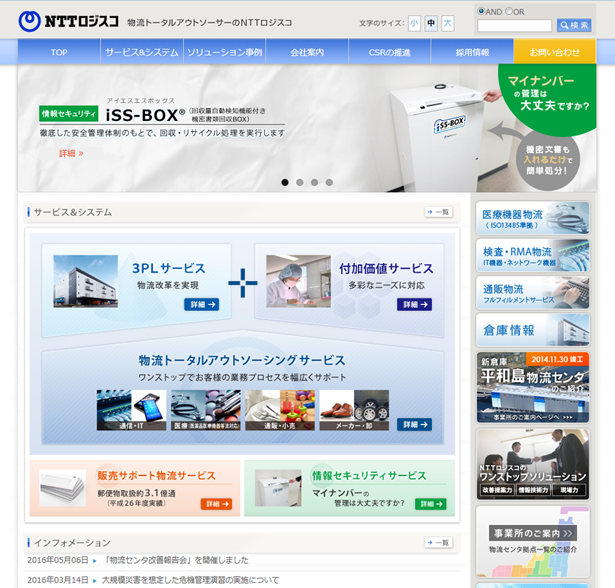 NTTロジスコ 物流トータルアウトソーサーのNTTロジスコ
文字のサイズ: 小 中 大
AND OR
検索
TOP サービス&システム ソリューション事例 会社案内 CSRの推進 採用情報 お問い合わせ
アイエスエスボックス
情報セキュリティ iSS-BOX® (回収量自動検知機能付き
機密書類回収BOX)
徹底した安全管理体制のもとで、回収・リサイクル処理を実行します
詳細 »
iSS-BOX
マイナンバー
の管理は
大丈夫ですか?
機密文書も
入れるだけで
簡単処分!
サービス&システム 一覧
3PLサービス
物流改革を実現
詳細
付加価値サービス
多彩なニーズに対応
詳細
物流トータルアウトソーシングサービス
ワンストップでお客様の業務プロセスを幅広くサポート
通信・IT
通販・小売 メーカー・卸
詳細
販売サポート物流サービス
郵便物取扱約3.1億通
(平成26年度実績)
詳細
情報セキュリティサービス
マイナンバーの
管理は大丈夫ですか?
詳細
インフォメーション 一覧
2016年05月06日 「物流センタ改善報告会」を開催しました
2016年03月14日 大規模災害を想定した危機管理演習の実施について
医療機器物流
(ISO13485準拠)
検査・RMA物流
IT機器・ネットワーク機器
通販物流
フルフィルメントサービス
倉庫情報
2014.11.30 竣工
新倉庫
平和島物流センタ
のご紹介
事業所のご案内ページへ
NTTロジスコの
ワンストップソリューション
改善提案力 情報技術力 現場力
事業所のご案内
物流センタ拠点一覧のご紹介